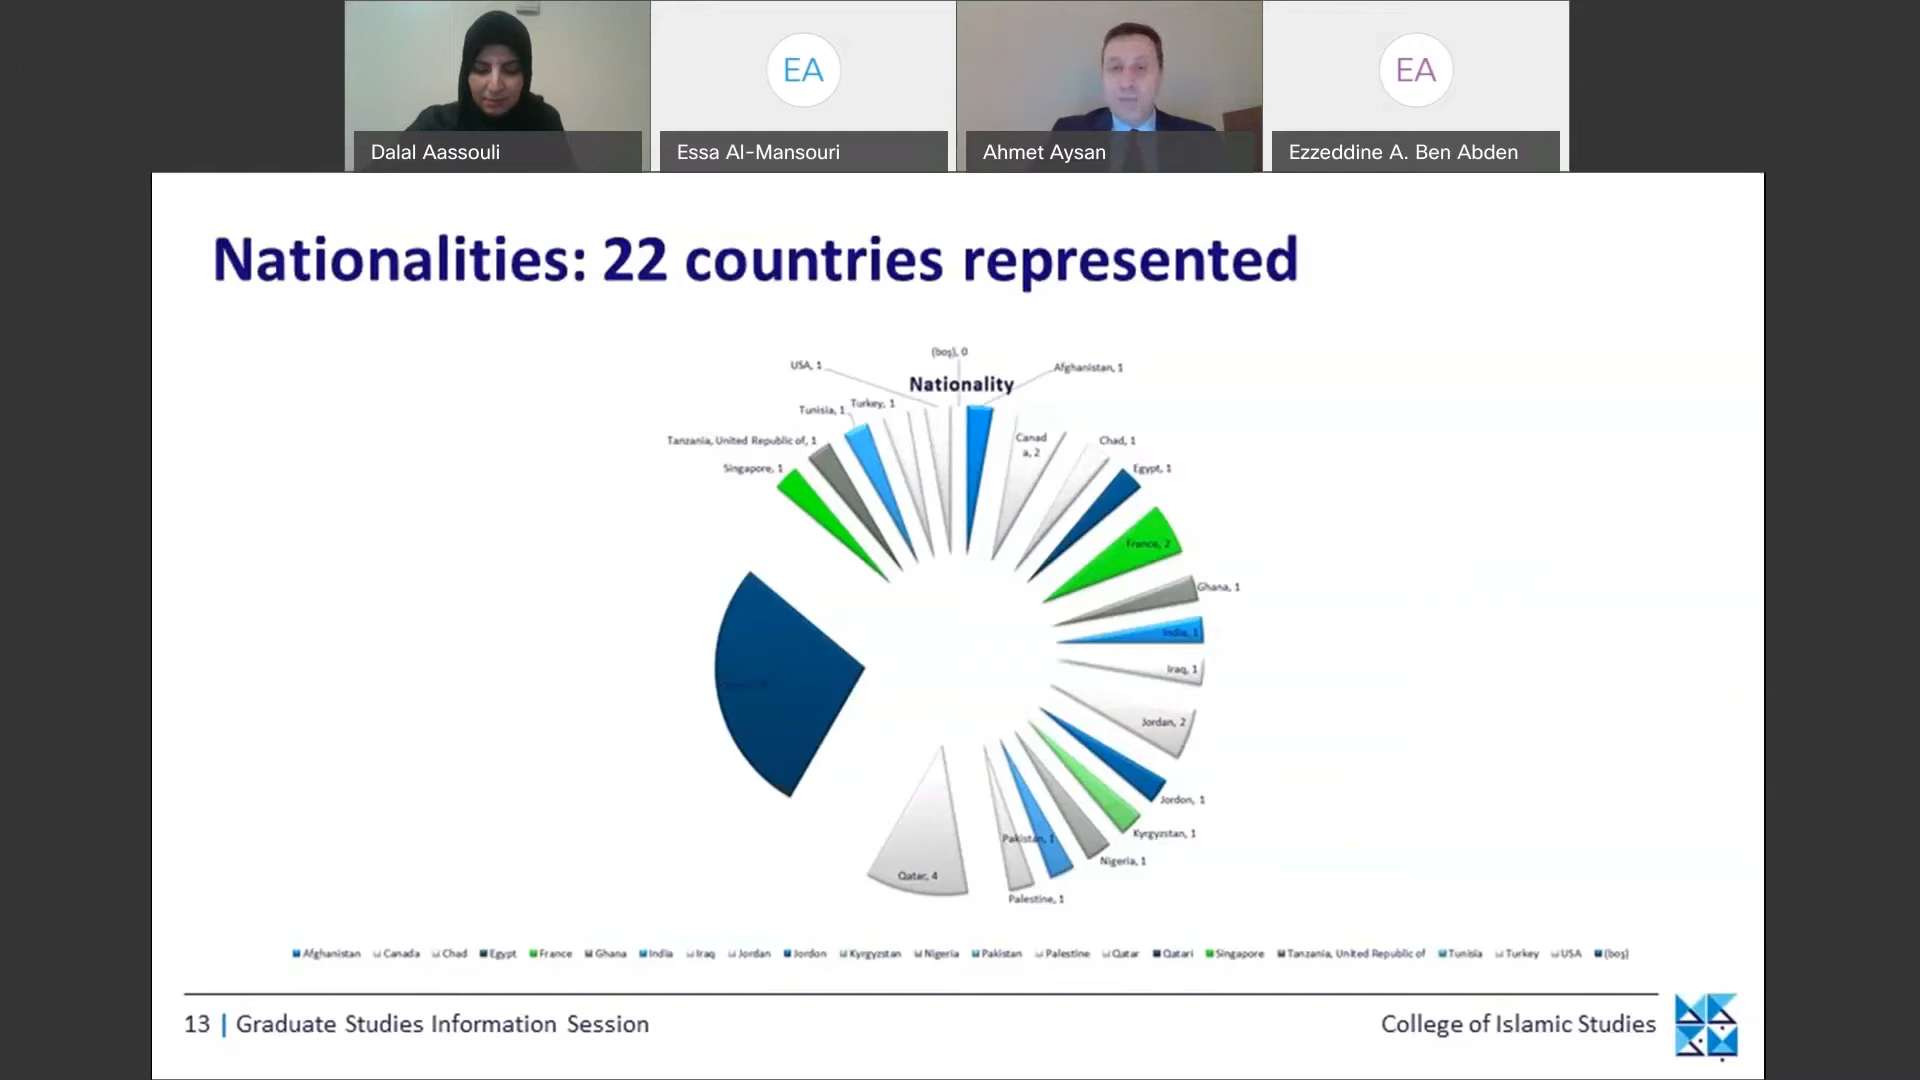 Dalal Aassouli
EA
Essa Al-Mansouri
Ahmet Aysan
EA
Ezzeddine A. Ben Abden
Nationalities: 22 countries represented
Nationality
(boş), 0
USA, 1
Afghanistan, 1
Turkey, 1
Tunisia, 1
Canad
a, 2
Chad, 1
Tanzania, United Republic of, 1
Singapore, 1
Egypt, 1
France, 2
Ghana, 1
India, 1
Iraq, 1
Jordan, 2
Jordon, 1
Kyrgyzstan, 1
Pakistan, 1
Nigeria, 1
Qatar, 4
Palestine, 1
Afghanistan Canada Chad Egypt France Ghana India Iraq Jordan Jordon Kyrgyzstan Nigeria Pakistan Palestine Qatar Qatari Singapore Tanzania, United Republic of Tunisia Turkey USA (boş)
13 | Graduate Studies Information Session
College of Islamic Studies